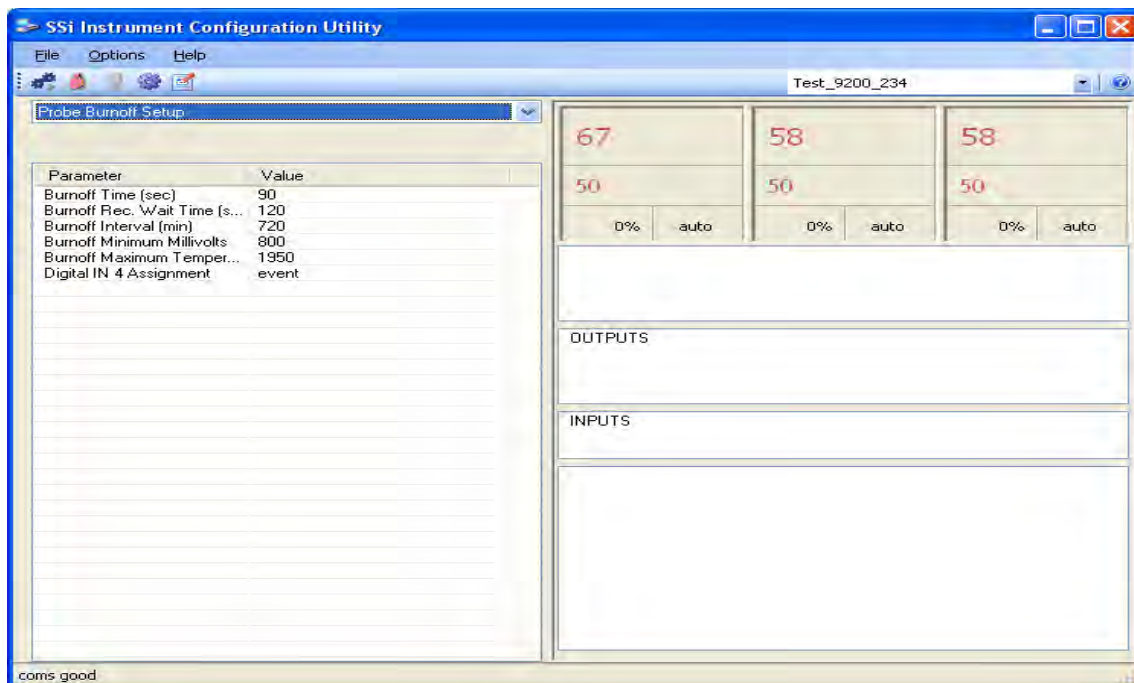 SSi Instrument Configuration Utility
File Options Help
Test_9200_234
Probe Burnoff Setup
Parameter Value
Burnoff Time (sec) 90
Burnoff Rec. Wait Time (s... 120
Burnoff Interval (min) 720
Burnoff Minimum Millivolts 800
Burnoff Maximum Temper... 1950
Digital IN 4 Assignment event
67 58 58
50 50 50
0% auto 0% auto 0% auto
OUTPUTS
INPUTS
coms good